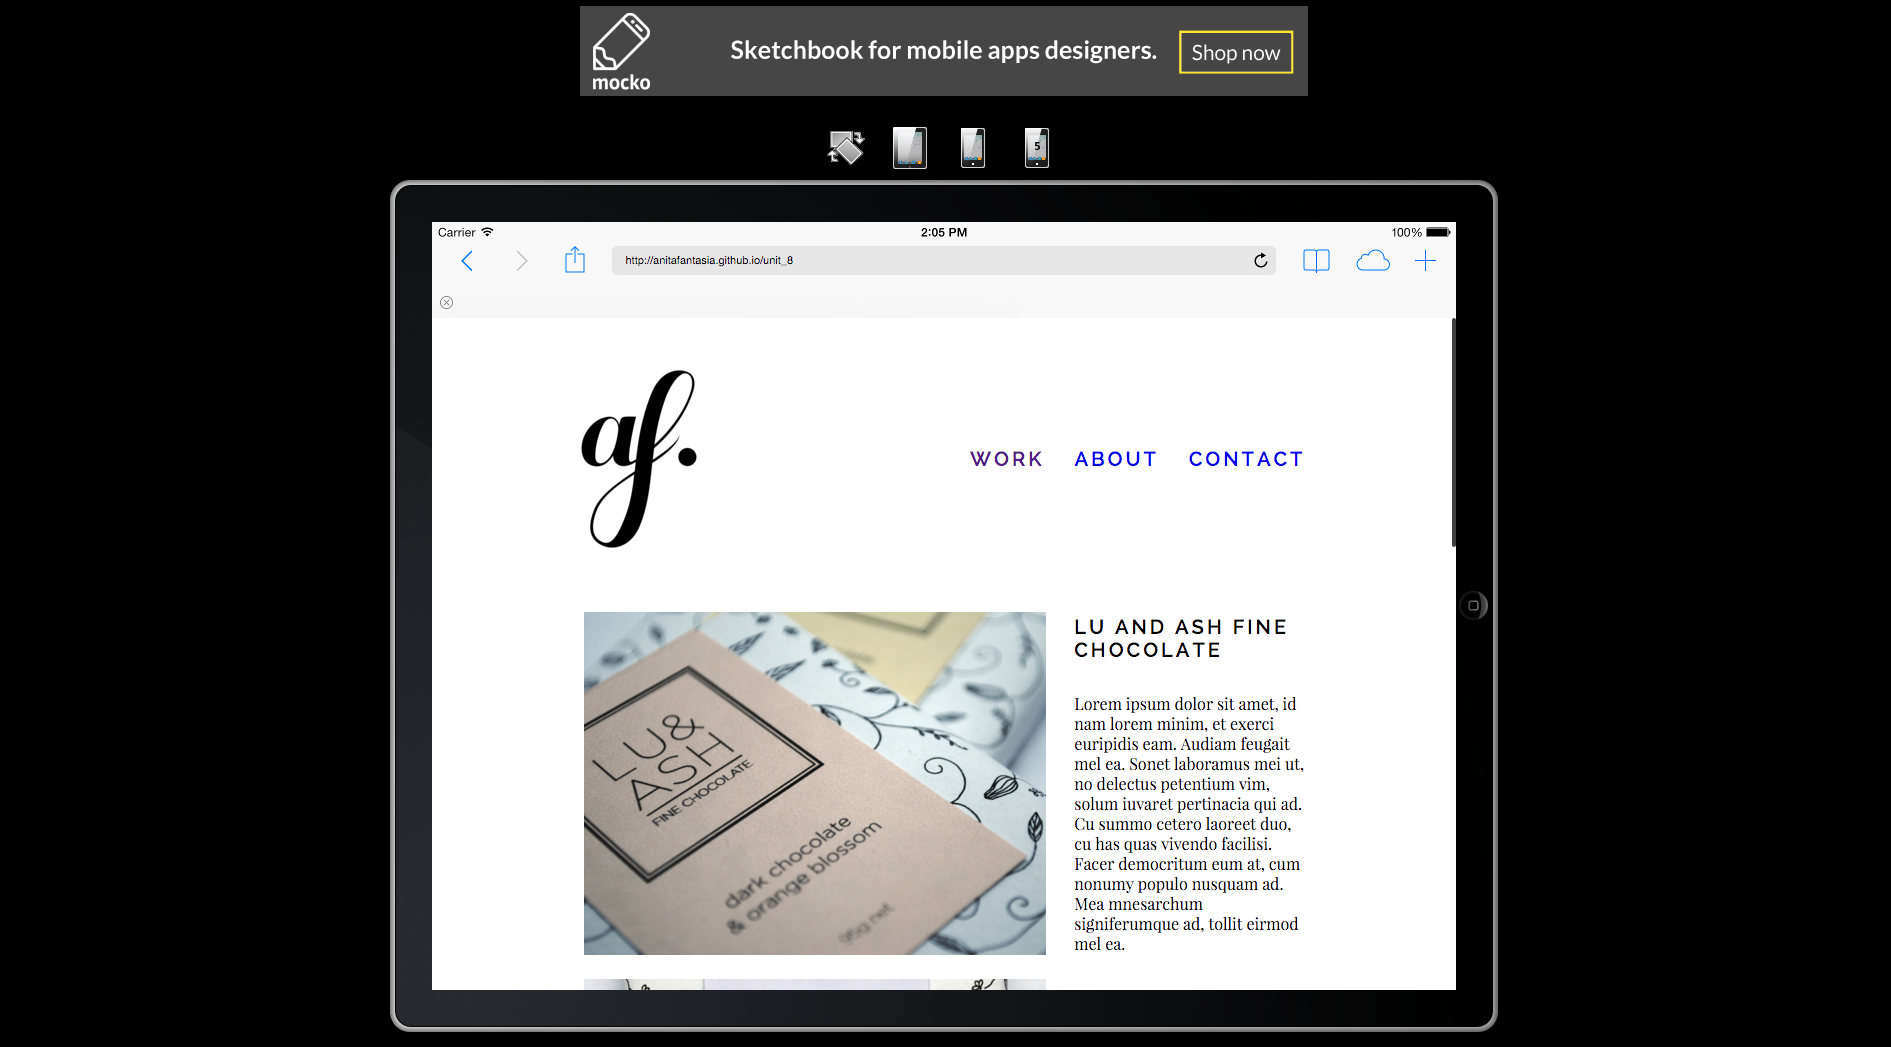 mocko
Sketchbook for mobile apps designers.
Shop now
5
Carrier
2:05 PM
100%
http://anitafantasia.github.io/unit_8
af.
WORK ABOUT CONTACT
LU&
ASH
FINE CHOCOLATE
dark chocolate
& orange blossom
95g net
LU AND ASH FINE
CHOCOLATE
Lorem ipsum dolor sit amet, id
nam lorem minim, et exerci
euripidis eam. Audiam feugait
mel ea. Sonet laboramus mei ut,
no delectus petentium vim,
solum iuvaret pertinacia qui ad.
Cu summo cetero laoreet duo,
cu has quas vivendo facilisi.
Facer democritum eum at, cum
nonumy populo nusquam ad.
Mea mnesarchum
signiferumque ad, tollit eirmod
mel ea.